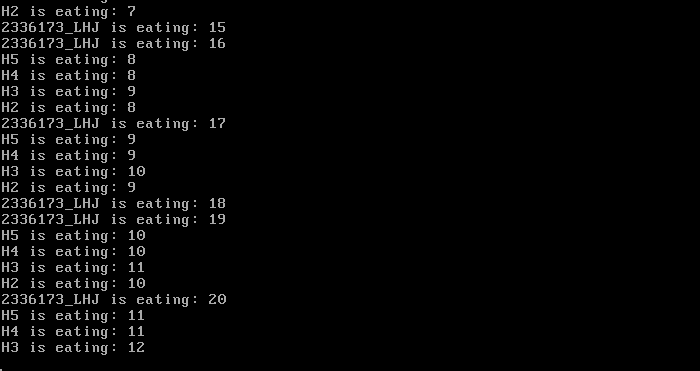 H2 is eating: 7
2336173_LHJ is eating: 15
2336173_LHJ is eating: 16
H5 is eating: 8
H4 is eating: 8
H3 is eating: 9
H2 is eating: 8
2336173_LHJ is eating: 17
H5 is eating: 9
H4 is eating: 9
H3 is eating: 10
H2 is eating: 9
2336173_LHJ is eating: 18
2336173_LHJ is eating: 19
H5 is eating: 10
H4 is eating: 10
H3 is eating: 11
H2 is eating: 10
2336173_LHJ is eating: 20
H5 is eating: 11
H4 is eating: 11
H3 is eating: 12